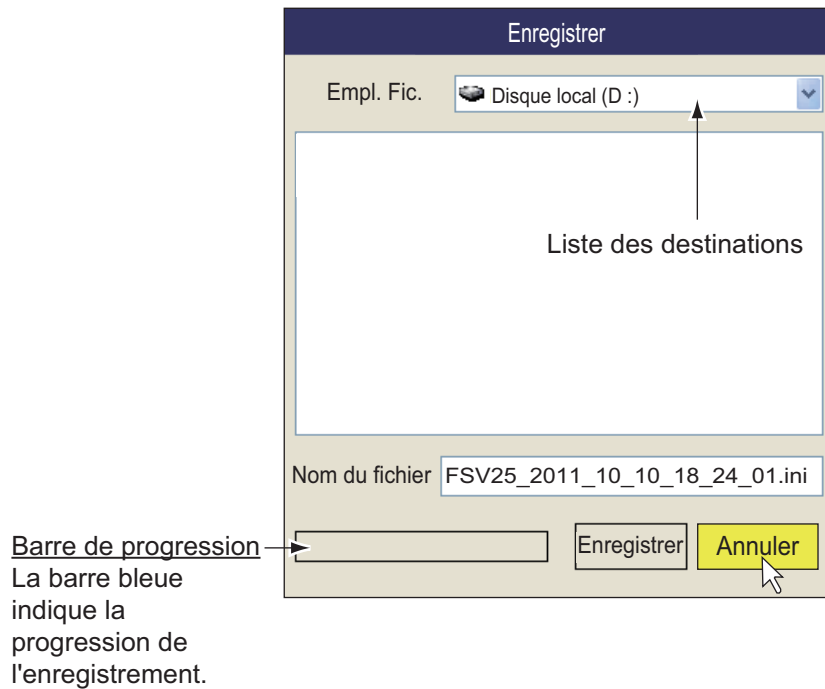 Enregistrer
Empl. Fic.
Disque local (D :)
Liste des destinations
Nom du fichier
FSV25_2011_10_10_18_24_01.ini
Barre de progression
La barre bleue
indique la
progression de
l'enregistrement.
Enregistrer
Annuler